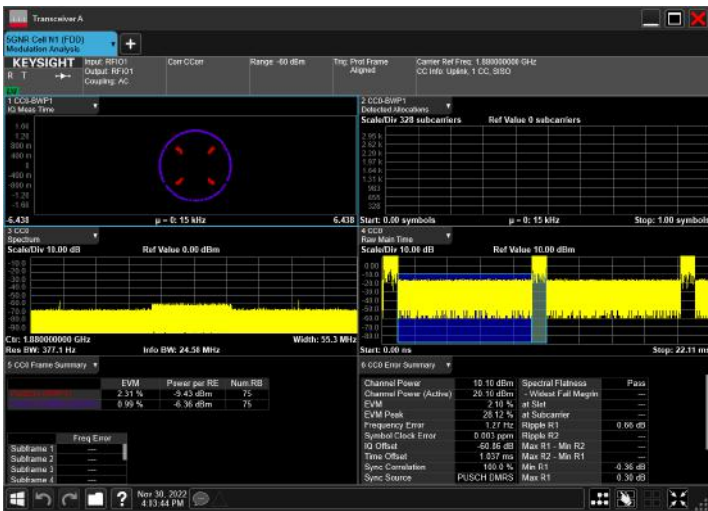 Transceiver A
5GNR Cell N1 (FDD)
Modulation Analysis
KEYSIGHT
R T
Input: RFIO1
Output: RFIO1
Coupling: AC
Corr CCorr
Range: -60 dBm
Trig: Prot Frame
Aligned
Carrier Ref Freq: 1.880000000 GHz
CC Info: Uplink, 1 CC, SISO
1 CC0-BWP1
IQ Meas Time
-6.438
μ = 0: 15 kHz
6.438
2 CC0-BWP1
Detected Allocations
Scale/Div 328 subcarriers
Ref Value 0 subcarriers
Start: 0.00 symbols
μ = 0: 15 kHz
Stop: 1.00 symbols
3 CC0
Spectrum
Scale/Div 10.00 dB
Ref Value 0.00 dBm
Ctr: 1.880000000 GHz
Width: 55.3 MHz
Res BW: 377.1 Hz
Info BW: 24.58 MHz
4 CC0
Raw Main Time
Scale/Div 10.00 dB
Ref Value 10.00 dBm
Start: 0.00 ns
Stop: 22.11 ms
5 CC0 Frame Summary
EVM Power per RE Num.RB
2.31 % -9.43 dBm 75
0.99 % -6.36 dBm 75
Freq Error
Subframe 1 ---
Subframe 2 ---
Subframe 3 ---
Subframe 4 ---
6 CC0 Error Summary
Channel Power 10.10 dBm Spectral Flatness Pass
Channel Power (Active) 20.10 dBm - Widest Fail Margin ---
EVM 2.10 % at Slot ---
EVM Peak 28.12 % at Subcarrier ---
Frequency Error 1.27 Hz Ripple R1 0.66 dB
Symbol Clock Error 0.003 ppm Ripple R2 ---
IQ Offset -60.86 dB Max R1 - Min R2 ---
Time Offset 1.037 ms Max R2 - Min R1 ---
Sync Correlation 100.0 % Min R1 -0.36 dB
Sync Source PUSCH DMRS Max R1 0.30 dB
Nov 30, 2022
4:13:44 PM